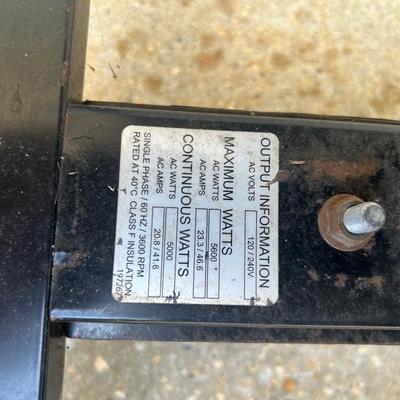 OUTPUT INFORMATION
AC VOLTS 120 / 240V
MAXIMUM WATTS
AC WATTS 5600
AC AMPS 23.3 / 46.6
CONTINUOUS WATTS
AC WATTS 5000
AC AMPS 20.8 / 41.6
SINGLE PHASE / 60 HZ / 3600 RPM
RATED AT 40°C CLASS F INSULATION
197262